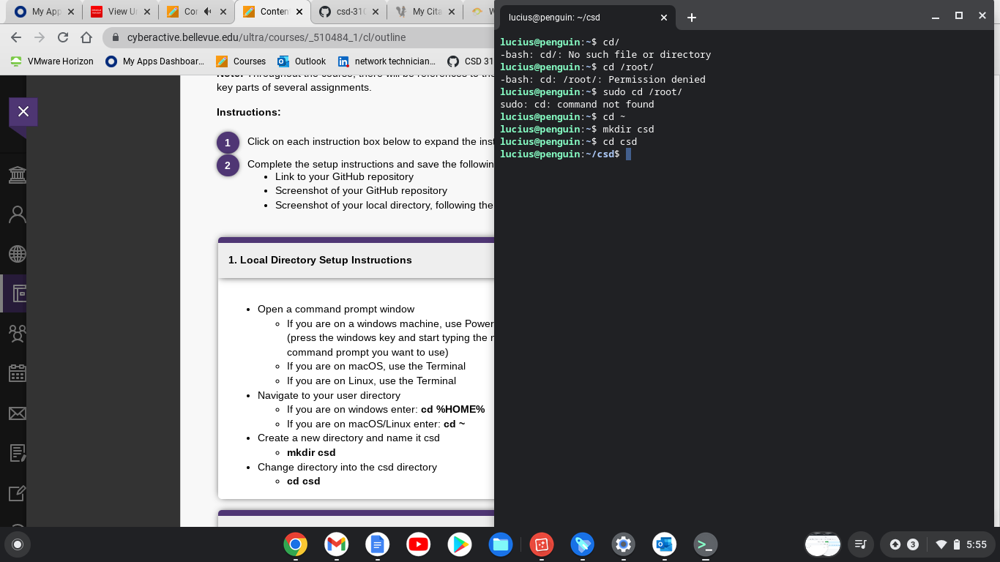 My App
View Ur
Cor
Conten
csd-310
My Cita
W
cyberactive.bellevue.edu/ultra/courses/_510484_1/cl/outline
VMware Horizon
My Apps Dashboar...
Courses
Outlook
network technician...
CSD 31
Note: Throughout the course, there will be references to the
key parts of several assignments.
Instructions:
1 Click on each instruction box below to expand the inst
2 Complete the setup instructions and save the followin
• Link to your GitHub repository
• Screenshot of your GitHub repository
• Screenshot of your local directory, following the
1. Local Directory Setup Instructions
• Open a command prompt window
◦ If you are on a windows machine, use Power
(press the windows key and start typing the n
command prompt you want to use)
◦ If you are on macOS, use the Terminal
◦ If you are on Linux, use the Terminal
• Navigate to your user directory
◦ If you are on windows enter: cd %HOME%
◦ If you are on macOS/Linux enter: cd ~
• Create a new directory and name it csd
◦ mkdir csd
• Change directory into the csd directory
◦ cd csd
lucius@penguin: ~/csd
lucius@penguin:~$ cd/
-bash: cd/: No such file or directory
lucius@penguin:~$ cd /root/
-bash: cd: /root/: Permission denied
lucius@penguin:~$ sudo cd /root/
sudo: cd: command not found
lucius@penguin:~$ cd ~
lucius@penguin:~$ mkdir csd
lucius@penguin:~$ cd csd
lucius@penguin:~/csd$
3
5:55